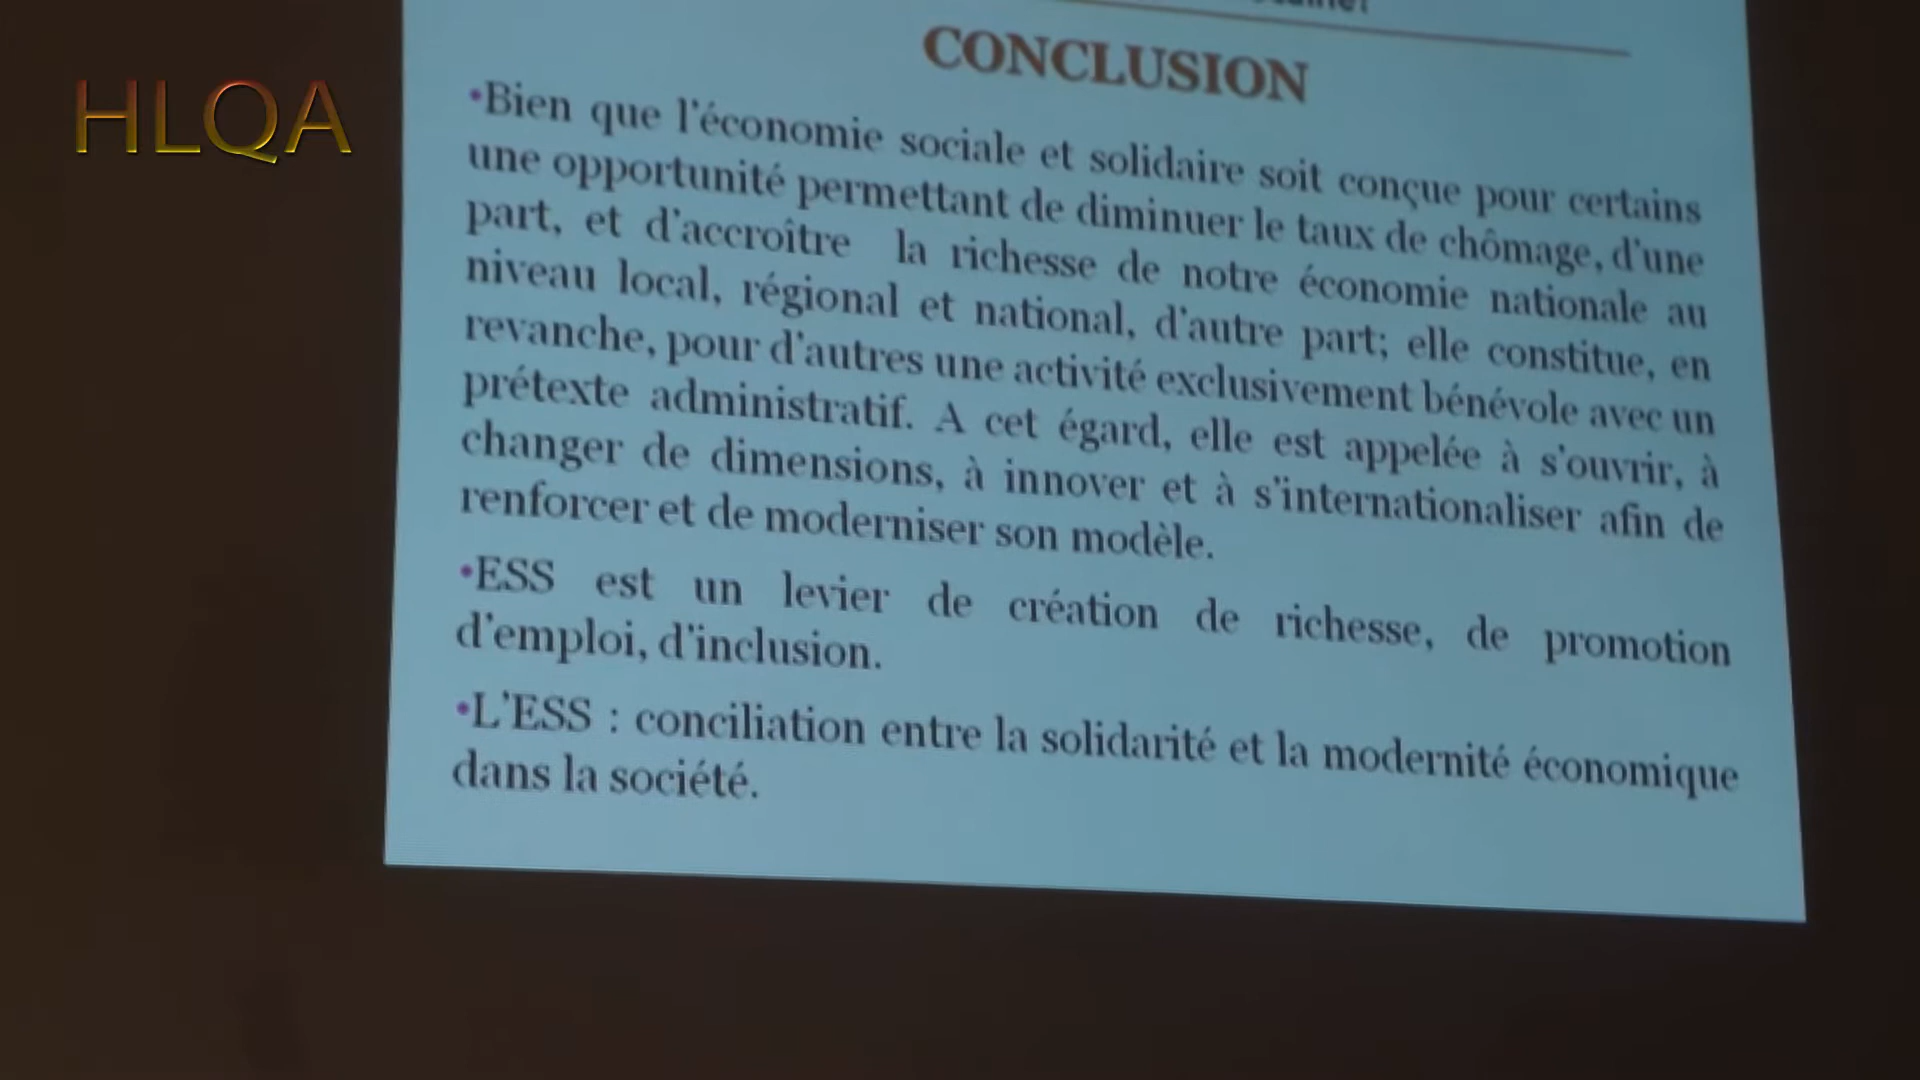 HLQA
CONCLUSION
•Bien que l'économie sociale et solidaire soit conçue pour certains
une opportunité permettant de diminuer le taux de chômage, d'une
part, et d'accroître la richesse de notre économie nationale au
niveau local, régional et national, d'autre part; elle constitue, en
revanche, pour d'autres une activité exclusivement bénévole avec un
prétexte administratif. A cet égard, elle est appelée à s'ouvrir, à
changer de dimensions, à innover et à s'internationaliser afin de
renforcer et de moderniser son modèle.
•ESS est un levier de création de richesse, de promotion
d'emploi, d'inclusion.
•L'ESS : conciliation entre la solidarité et la modernité économique
dans la société.